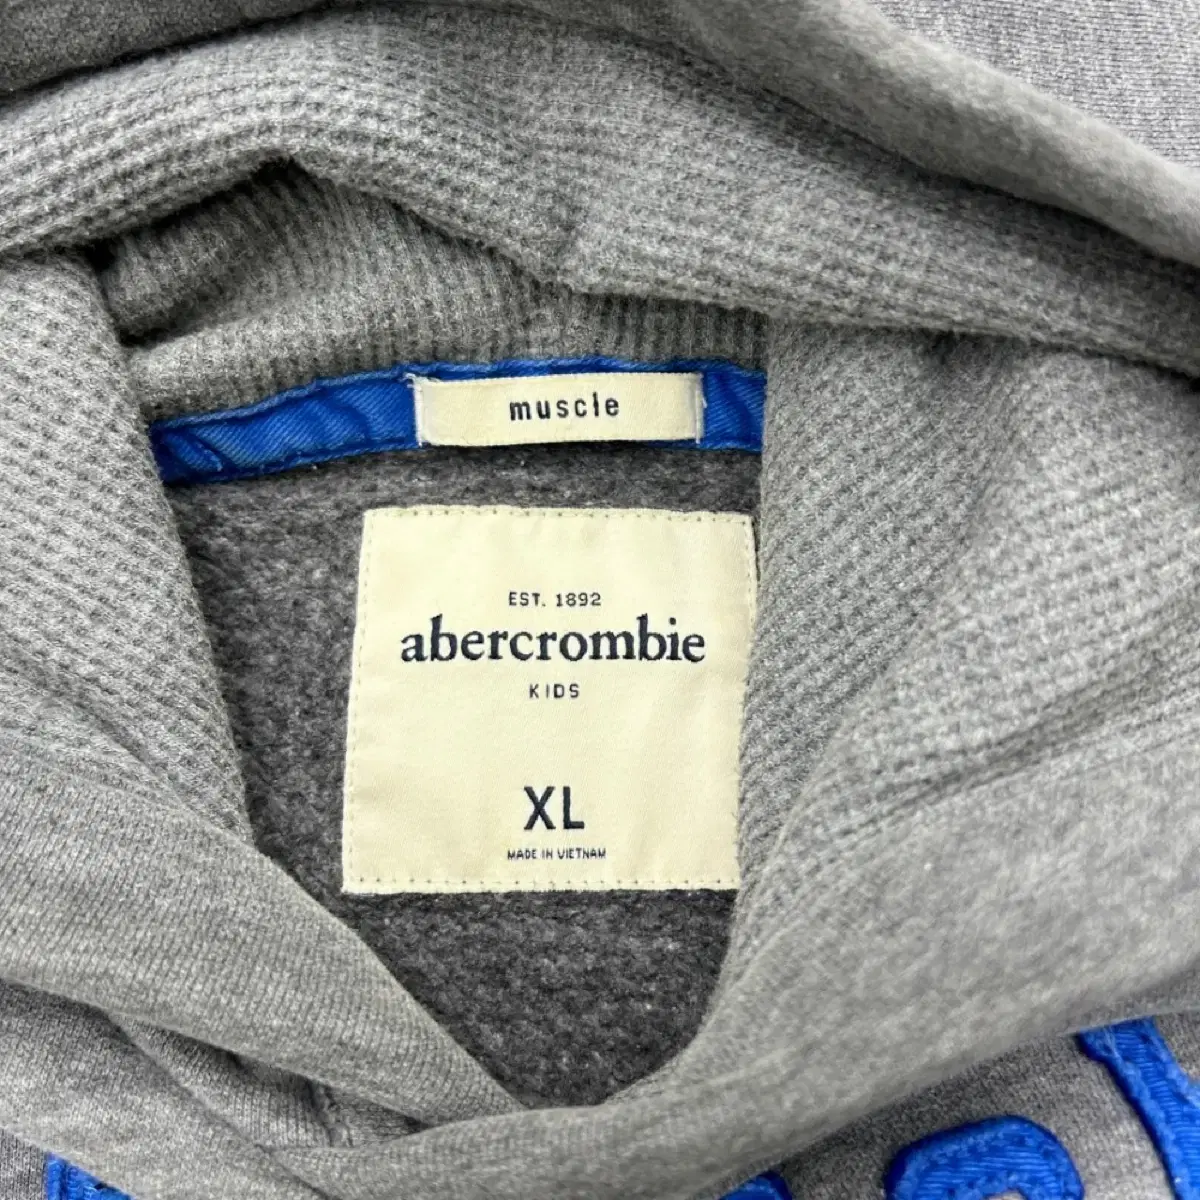 muscle
EST. 1892
abercrombie
KIDS
XL
MADE IN VIETNAM